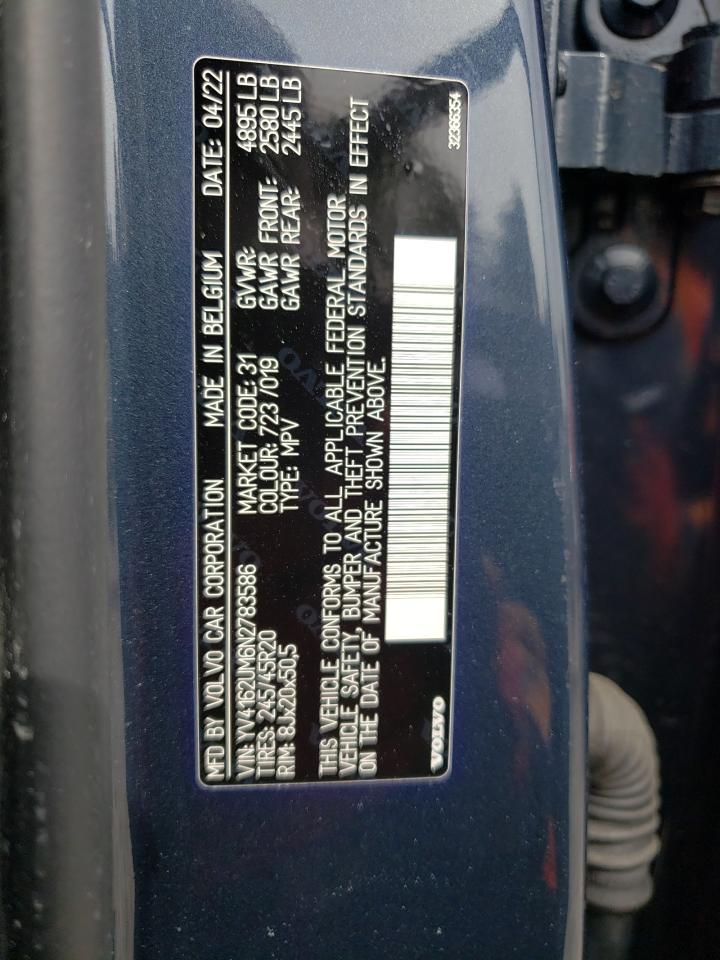 MFD BY VOLVO CAR CORPORATION MADE IN BELGIUM DATE: 04/22
VIN: YV4162UM6N2783586 MARKET CODE: 31 GVWR: 4895 LB
TIRES: 245/45R20 COLOUR: 723 /019 GAWR FRONT: 2580 LB
RIM: 8Jx20x50,5 TYPE: MPV GAWR REAR: 2445 LB
THIS VEHICLE CONFORMS TO ALL APPLICABLE FEDERAL MOTOR
VEHICLE SAFETY, BUMPER AND THEFT PREVENTION STANDARDS IN EFFECT
ON THE DATE OF MANUFACTURE SHOWN ABOVE.
VOLVO 32366354